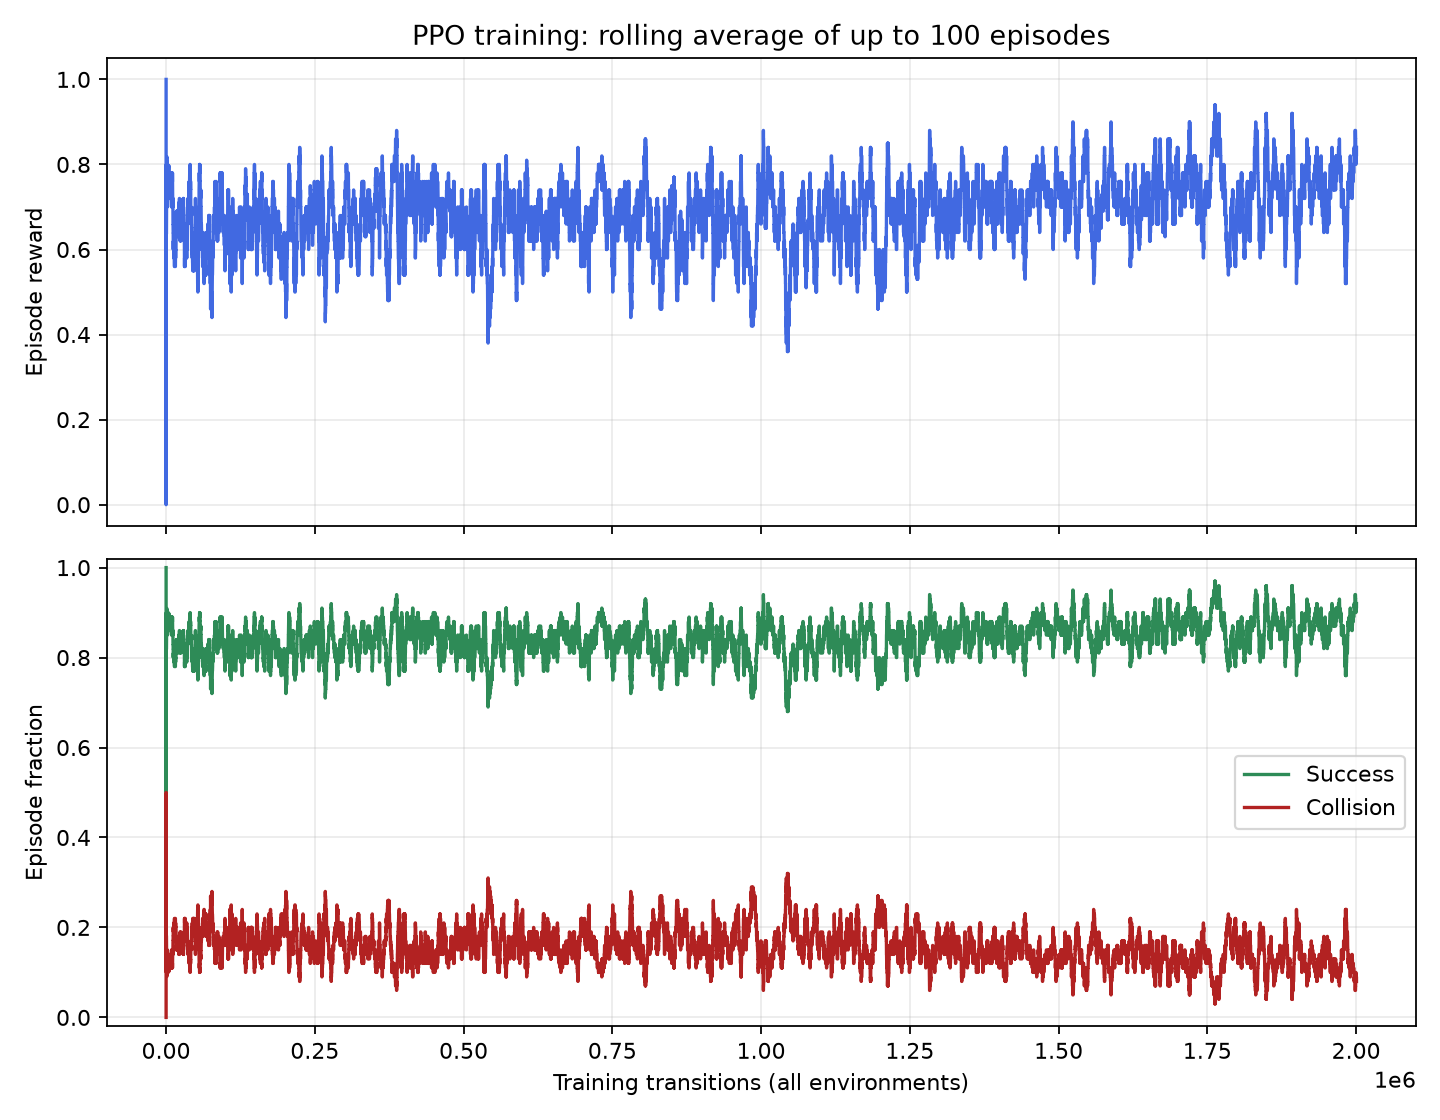 PPO training: rolling average of up to 100 episodes
1.0
0.8
0.6
0.4
0.2
0.0
Episode reward
1.0
0.8
0.6
0.4
0.2
0.0
Episode fraction
Success
Collision
0.00 0.25 0.50 0.75 1.00 1.25 1.50 1.75 2.00
1e6
Training transitions (all environments)